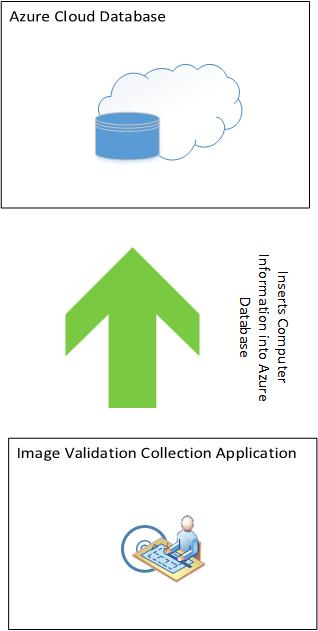 Azure Cloud Database
Inserts Computer
Information into Azure
Database
Image Validation Collection Application